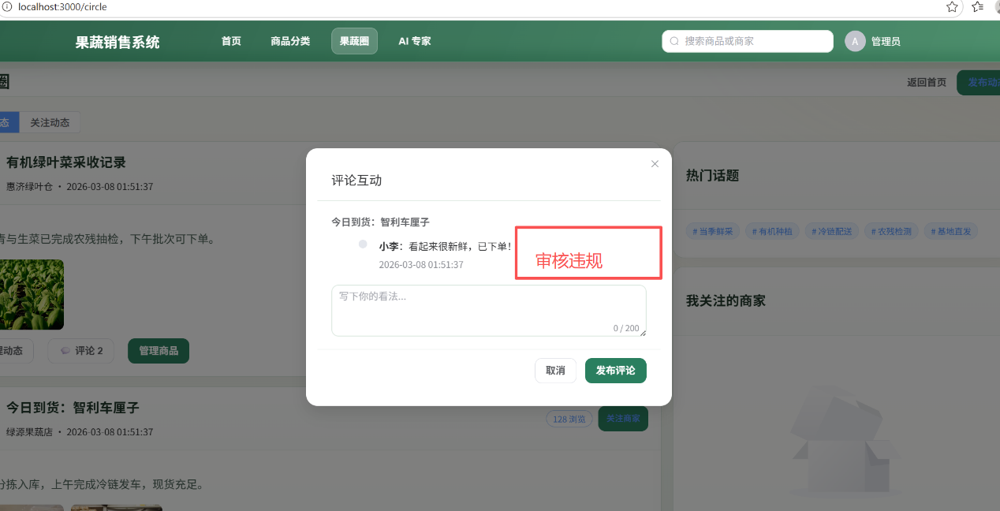 localhost:3000/circle
果蔬销售系统 首页 商品分类 果蔬圈 AI 专家 搜索商品或商家 A 管理员
圈 返回首页 发布动
态 关注动态
有机绿叶菜采收记录
惠济绿叶仓 · 2026-03-08 01:51:37
青与生菜已完成农残抽检，下午批次可下单。
动态 评论 2 管理商品
今日到货：智利车厘子
绿源果蔬店 · 2026-03-08 01:51:37
128 浏览 关注商家
分拣入库，上午完成冷链发车，现货充足。
评论互动
今日到货：智利车厘子
小李：看起来很新鲜，已下单！
2026-03-08 01:51:37
审核违规
写下你的看法...
0 / 200
取消 发布评论
热门话题
# 当季鲜采 # 有机种植 # 冷链配送 # 农残检测 # 基地直发
我关注的商家